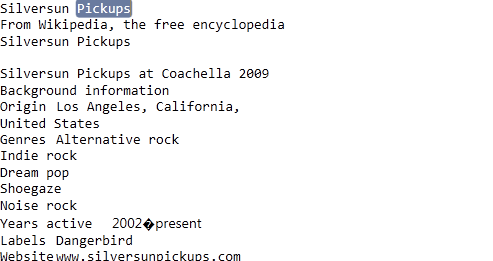 Silversun Pickups
From Wikipedia, the free encyclopedia
Silversun Pickups
Silversun Pickups at Coachella 2009
Background information
Origin Los Angeles, California,
United States
Genres Alternative rock
Indie rock
Dream pop
Shoegaze
Noise rock
Years active 2002�present
Labels Dangerbird
Website www.silversunpickups.com